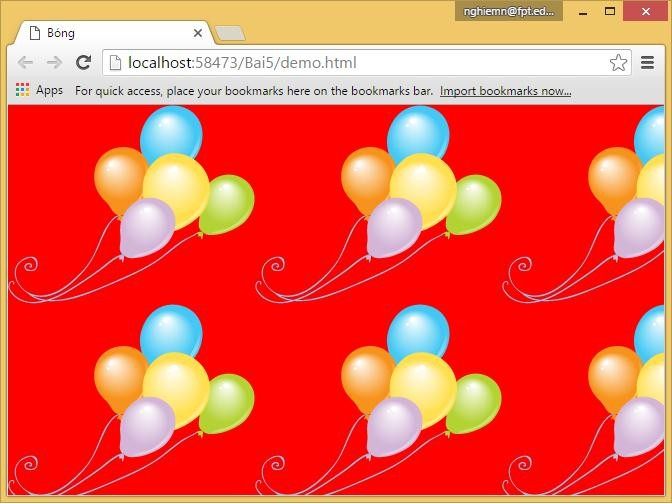 nghiemn@fpt.ed...
Bóng
localhost:58473/Bai5/demo.html
Apps For quick access, place your bookmarks here on the bookmarks bar. Import bookmarks now...